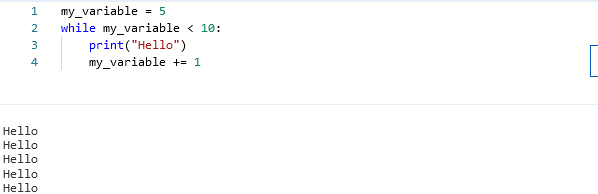 1 my_variable = 5
2 while my_variable < 10:
3     print("Hello")
4     my_variable += 1
Hello
Hello
Hello
Hello
Hello